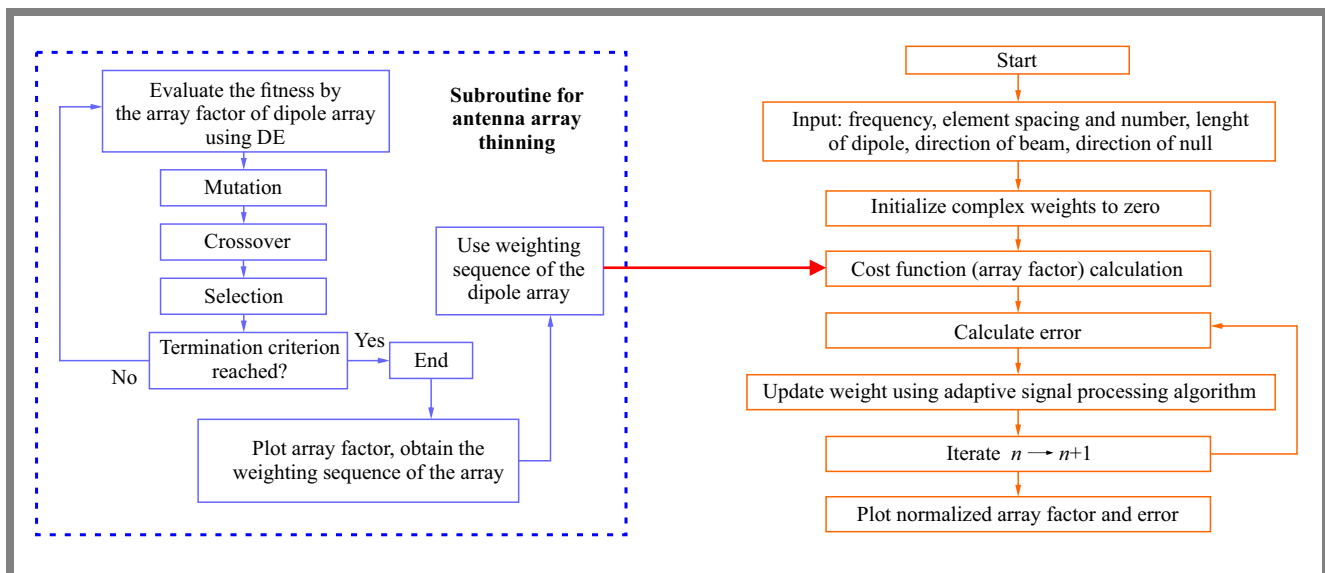 Evaluate the fitness by
the array factor of dipole array
using DE
Mutation
Crossover
Selection
Termination criterion
reached?
No
Yes
End
Plot array factor, obtain the
weighting sequence of the array
Subroutine for
antenna array
thinning
Use weighting
sequence of the
dipole array
Start
Input: frequency, element spacing and number, lenght
of dipole, direction of beam, direction of null
Initialize complex weights to zero
Cost function (array factor) calculation
Calculate error
Update weight using adaptive signal processing algorithm
Iterate n → n+1
Plot normalized array factor and error